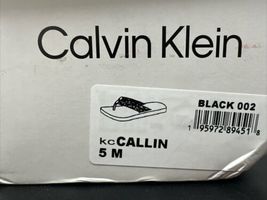 Calvin Klein
BLACK 002
1 95972 89451 8
kcCALLIN
5 M